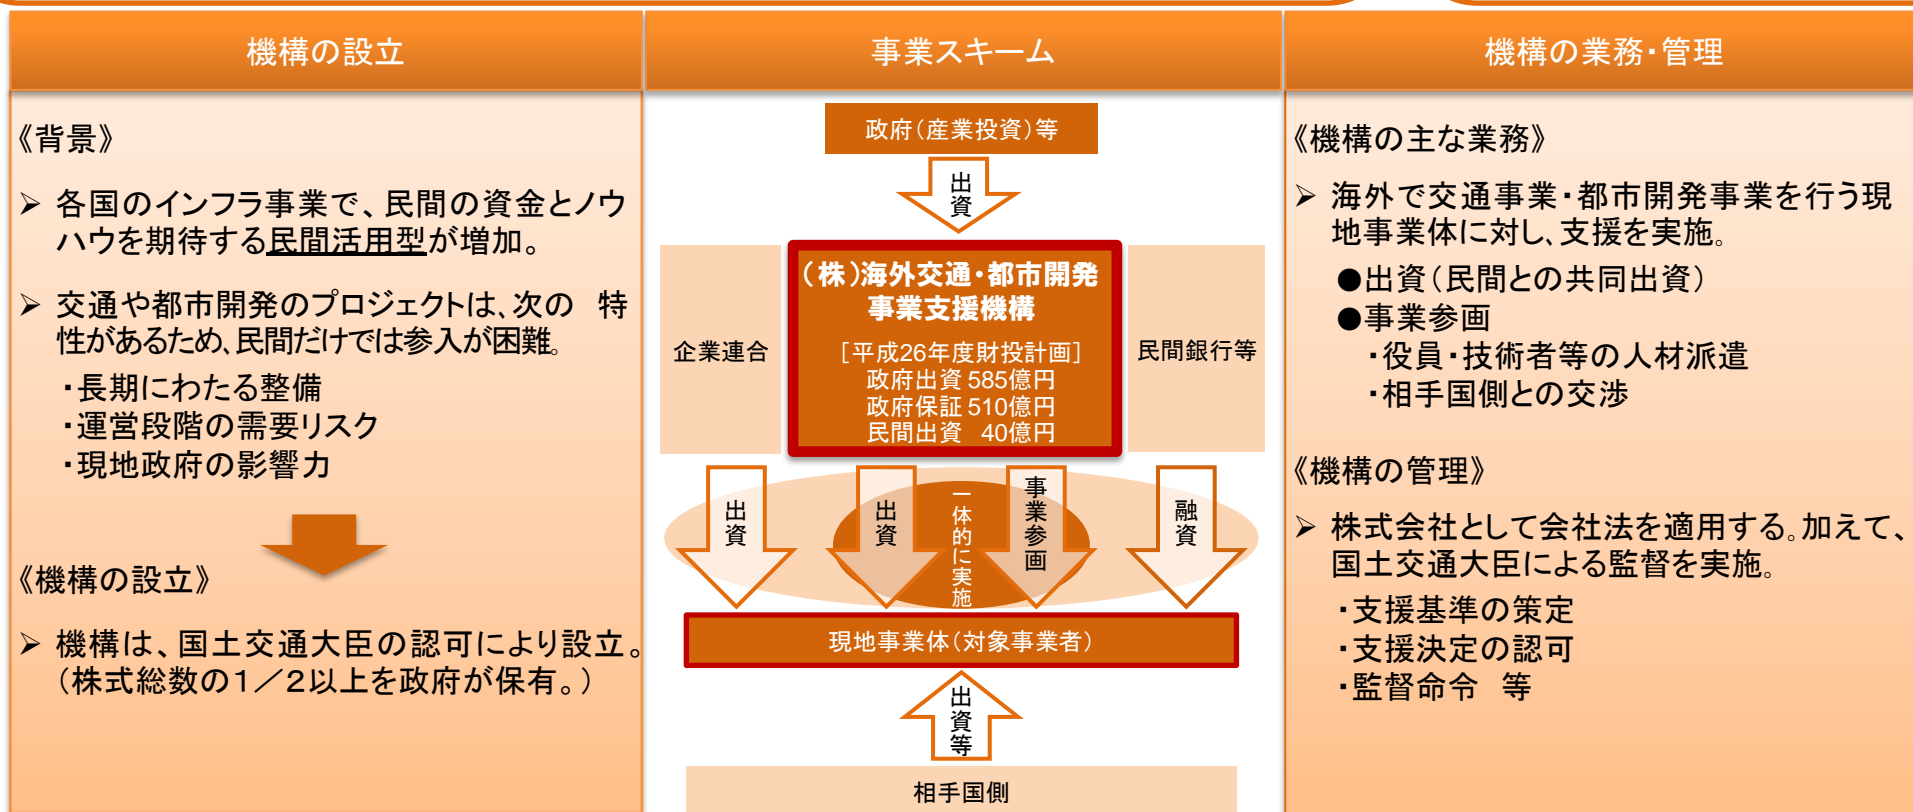 機構の設立
《背景》
➢ 各国のインフラ事業で、民間の資金とノウ
ハウを期待する民間活用型が増加。
➢ 交通や都市開発のプロジェクトは、次の　特
性があるため、民間だけでは参入が困難。
・長期にわたる整備
・運営段階の需要リスク
・現地政府の影響力
《機構の設立》
➢ 機構は、国土交通大臣の認可により設立。
（株式総数の１／２以上を政府が保有。）
事業スキーム
政府（産業投資）等
出資
企業連合
（株）海外交通・都市開発
事業支援機構
［平成26年度財投計画］
政府出資 585億円
政府保証 510億円
民間出資　40億円
民間銀行等
出資
出資
一体的に実施
事業参画
融資
現地事業体（対象事業者）
出資等
相手国側
機構の業務・管理
《機構の主な業務》
➢ 海外で交通事業・都市開発事業を行う現
地事業体に対し、支援を実施。
●出資（民間との共同出資）
●事業参画
・役員・技術者等の人材派遣
・相手国側との交渉
《機構の管理》
➢ 株式会社として会社法を適用する。加えて、
国土交通大臣による監督を実施。
・支援基準の策定
・支援決定の認可
・監督命令　等